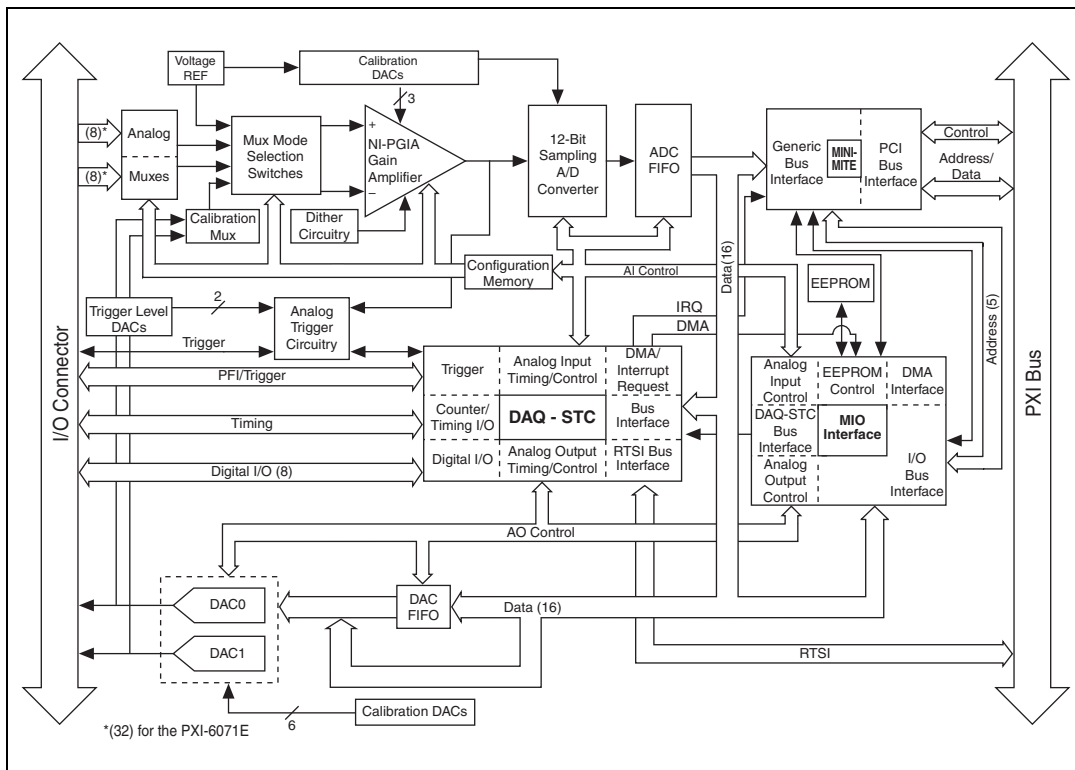 Voltage
REF
Calibration
DACs
3
(8)*
(8)*
Analog
Muxes
Mux Mode
Selection
Switches
+
NI-PGIA
Gain
Amplifier
–
12-Bit
Sampling
A/D
Converter
ADC
FIFO
Generic
Bus
Interface
MINI-
MITE
PCI
Bus
Interface
Control
Address/
Data
Calibration
Mux
Dither
Circuitry
Configuration
Memory
AI Control
Data(16)
EEPROM
Address (5)
IRQ
DMA
Trigger Level
DACs
2
Analog
Trigger
Circuitry
Trigger
PFI/Trigger
Timing
Digital I/O (8)
I/O Connector
PXI Bus
Trigger
Analog Input
Timing/Control
DMA/
Interrupt
Request
Counter/
Timing I/O
DAQ - STC
Bus
Interface
Digital I/O
Analog Output
Timing/Control
RTSI Bus
Interface
Analog
Input
Control
EEPROM
Control
DMA
Interface
DAQ-STC
Bus
Interface
MIO
Interface
Analog
Output
Control
I/O
Bus
Interface
AO Control
DAC0
DAC1
DAC
FIFO
Data (16)
RTSI
6
Calibration DACs
*(32) for the PXI-6071E